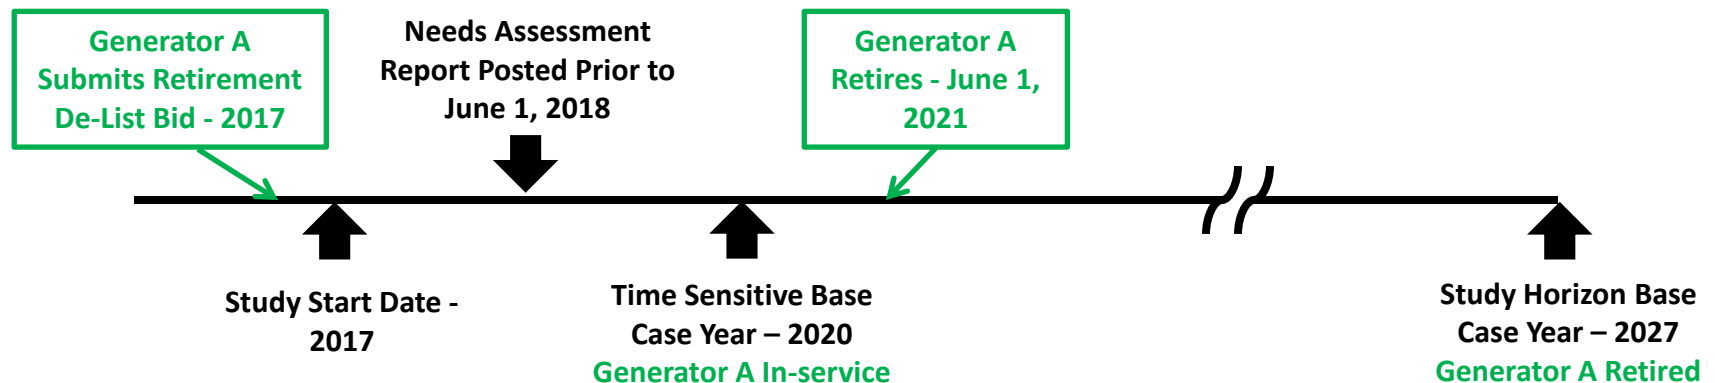 Generator A
Submits Retirement
De-List Bid - 2017
Needs Assessment
Report Posted Prior to
June 1, 2018
Generator A
Retires - June 1,
2021
Study Start Date -
2017
Time Sensitive Base
Case Year – 2020
Generator A In-service
Study Horizon Base
Case Year – 2027
Generator A Retired